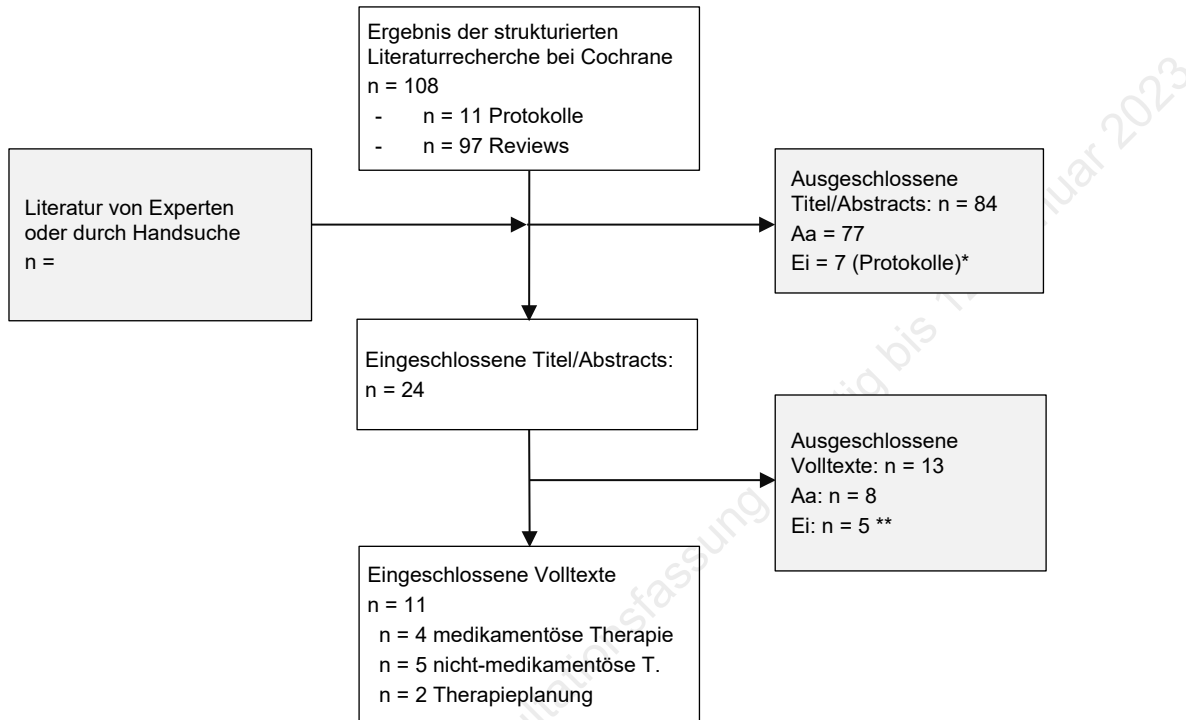 Ergebnis der strukturierten
Literaturrecherche bei Cochrane
n = 108
- n = 11 Protokolle
- n = 97 Reviews
Literatur von Experten
oder durch Handsuche
n =
Ausgeschlossene
Titel/Abstracts: n = 84
Aa = 77
Ei = 7 (Protokolle)*
Eingeschlossene Titel/Abstracts:
n = 24
Ausgeschlossene
Volltexte: n = 13
Aa: n = 8
Ei: n = 5 **
Eingeschlossene Volltexte
n = 11
n = 4 medikamentöse Therapie
n = 5 nicht-medikamentöse T.
n = 2 Therapieplanung
bis
2023